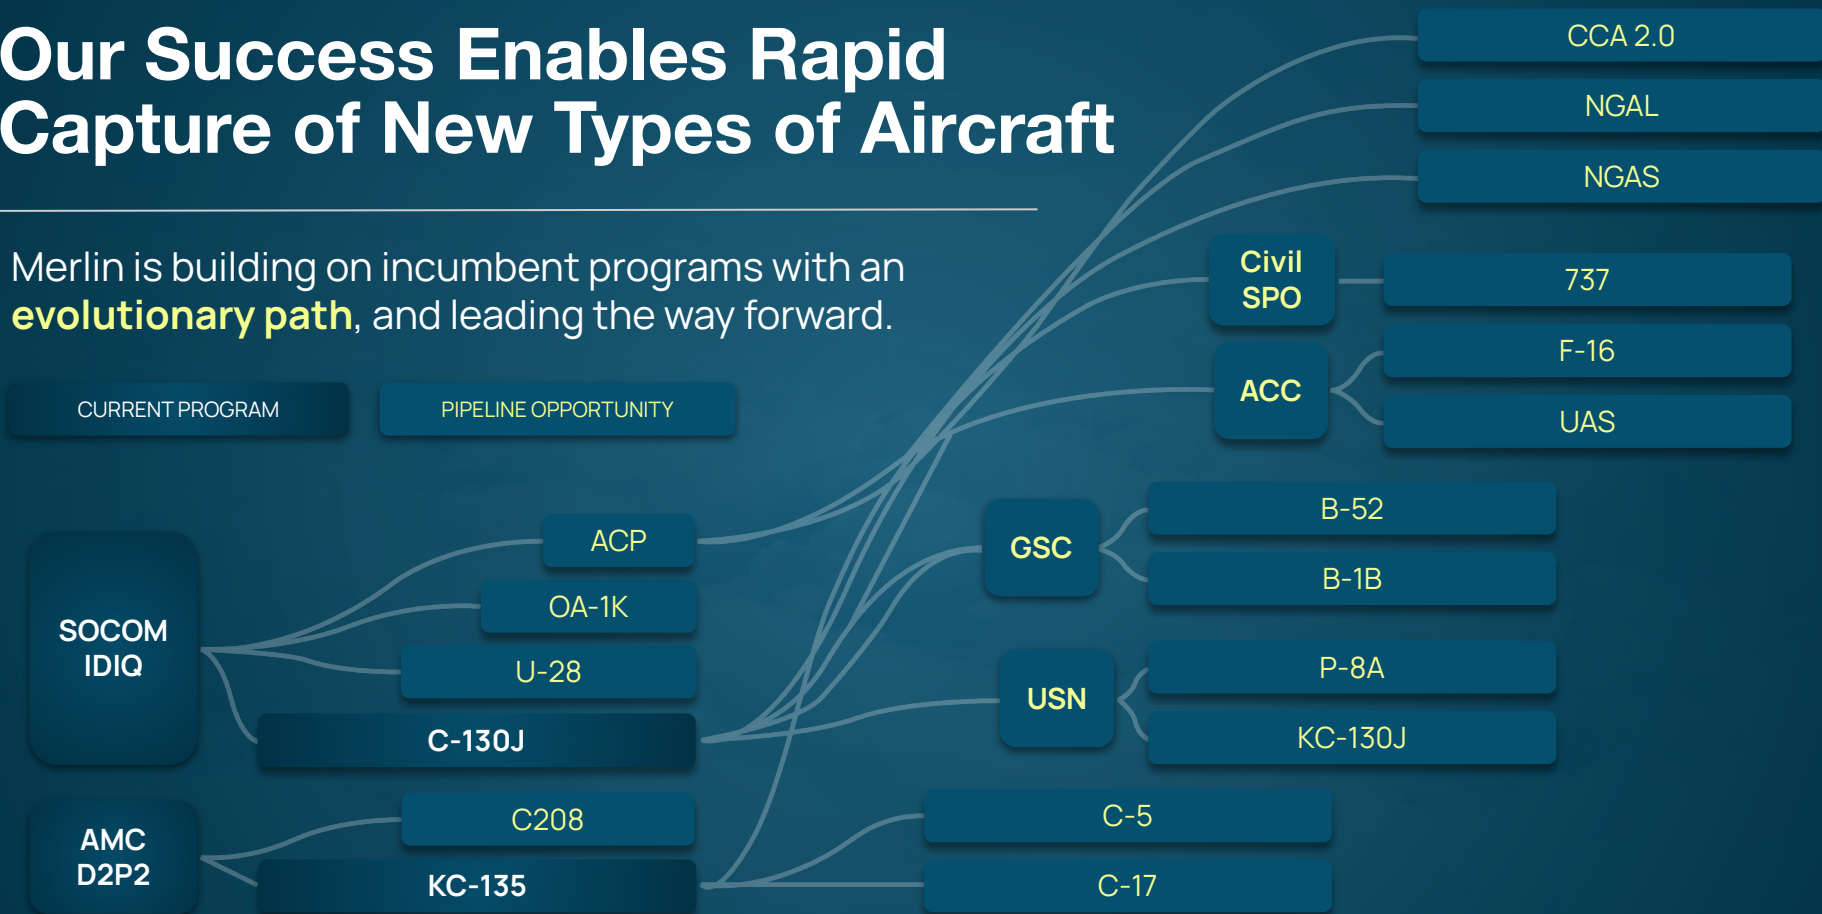 Our Success Enables Rapid
Capture of New Types of Aircraft
Merlin is building on incumbent programs with an
evolutionary path, and leading the way forward.
CURRENT PROGRAM
PIPELINE OPPORTUNITY
SOCOM
IDIQ
ACP
OA-1K
U-28
C-130J
AMC
D2P2
C208
KC-135
CCA 2.0
NGAL
NGAS
Civil
SPO
737
ACC
F-16
UAS
GSC
B-52
B-1B
USN
P-8A
KC-130J
C-5
C-17